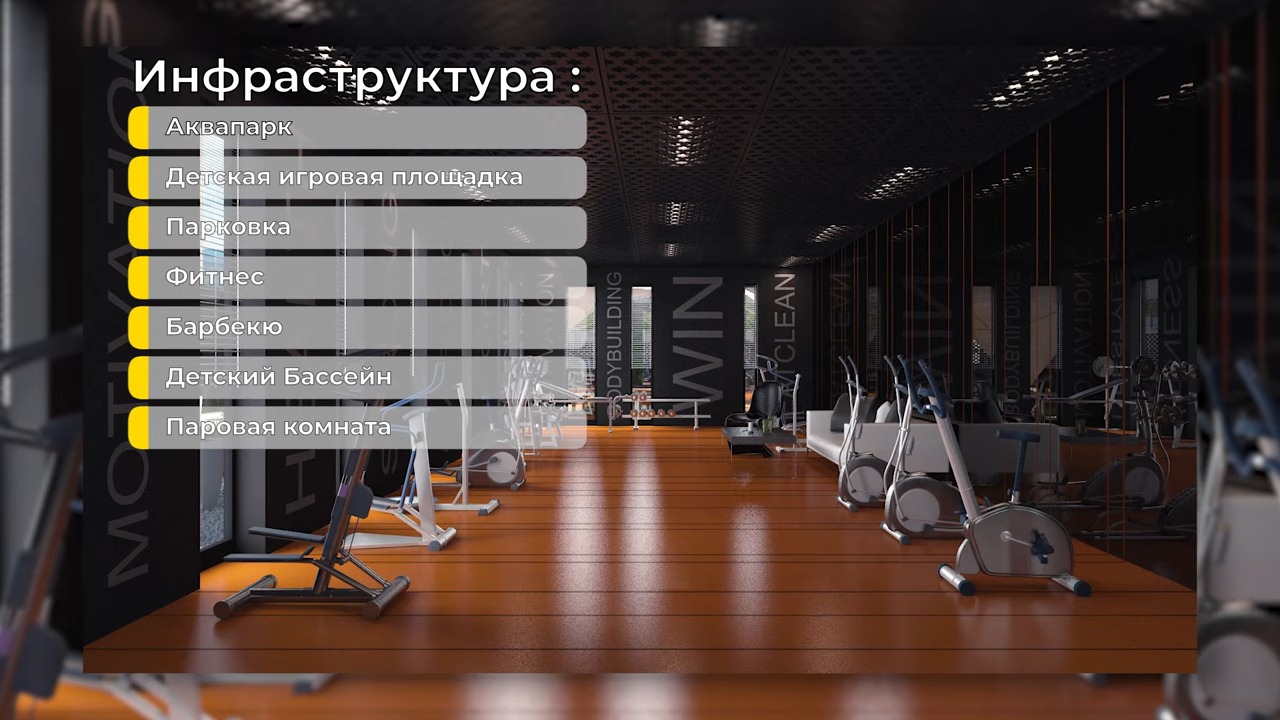 Инфраструктура :
Аквапарк
Детская игровая площадка
Парковка
Фитнес
Барбекю
Детский Бассейн
Паровая комната
MOTIVATION
BODYBUILDING
WIN
CLEAN